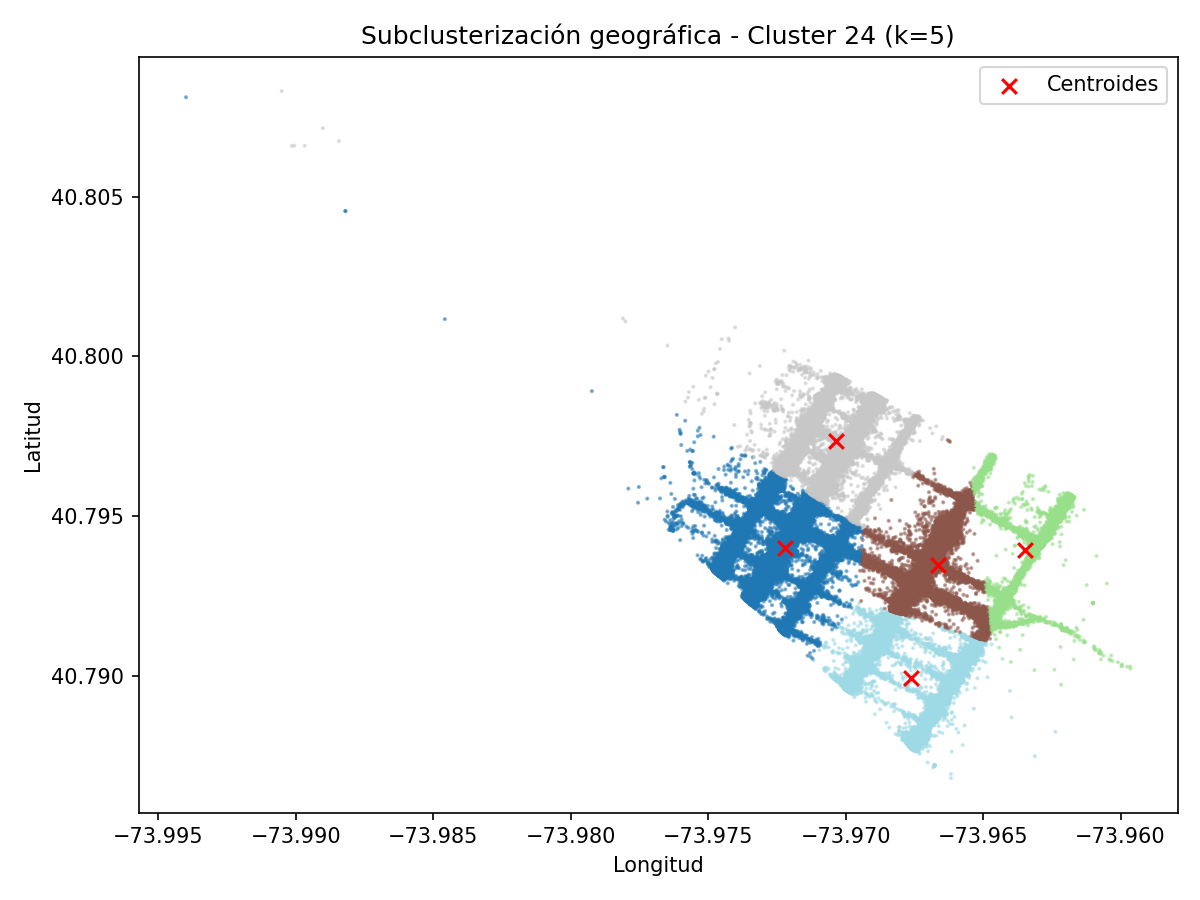 Subclusterización geográfica - Cluster 24 (k=5)
Centroides
Latitud
40.805
40.800
40.795
40.790
−73.995 −73.990 −73.985 −73.980 −73.975 −73.970 −73.965 −73.960
Longitud